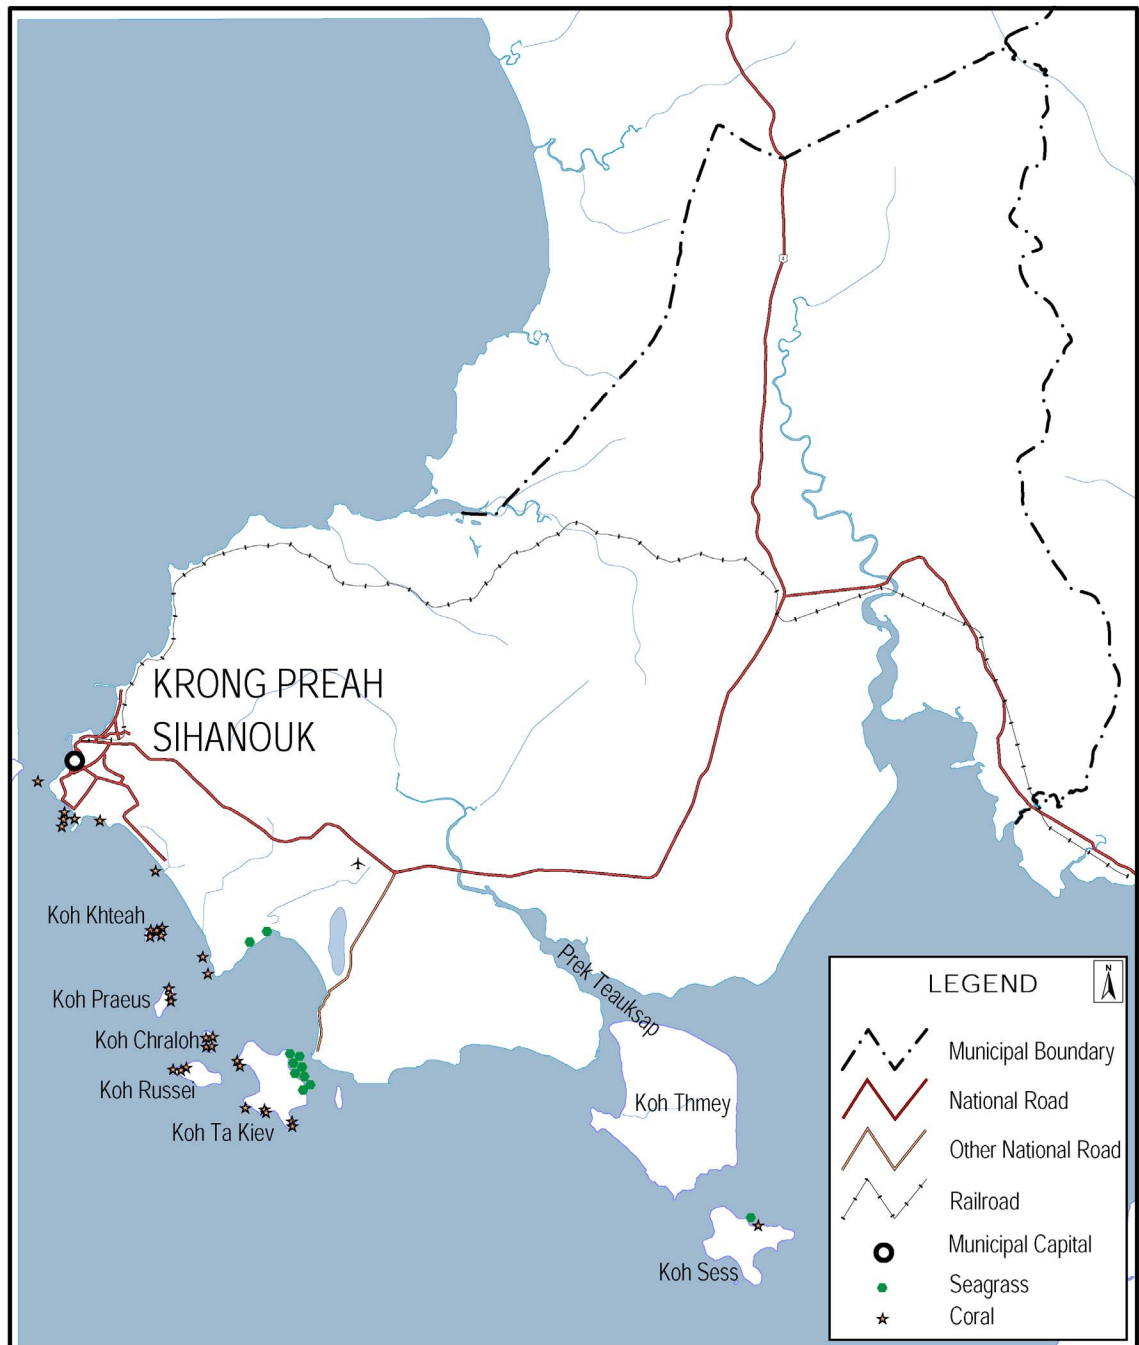 4
KRONG PREAH
SIHANOUK
Koh Khteah
Koh Praeus
Koh Chraloh
Koh Russei
Koh Ta Kiev
Prek Teauksap
Koh Thmey
Koh Sess
LEGEND
N
Municipal Boundary
National Road
Other National Road
Railroad
Municipal Capital
Seagrass
Coral